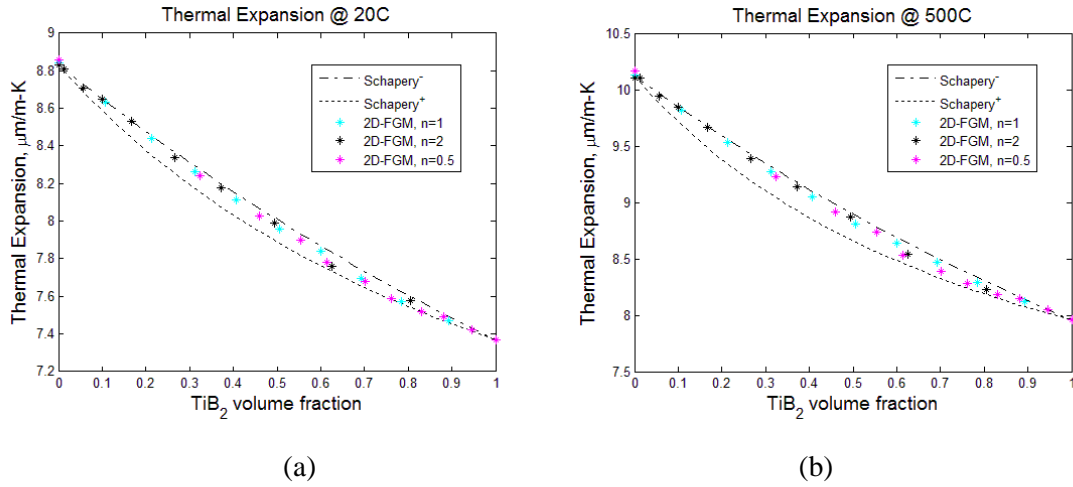 Thermal Expansion @ 20C
Thermal Expansion, μm/m-K
9
8.8
8.6
8.4
8.2
8
7.8
7.6
7.4
7.2
0 0.1 0.2 0.3 0.4 0.5 0.6 0.7 0.8 0.9 1
TiB2 volume fraction
Schapery-
Schapery+
2D-FGM, n=1
2D-FGM, n=2
2D-FGM, n=0.5
(a)
Thermal Expansion @ 500C
Thermal Expansion, μm/m-K
10.5
10
9.5
9
8.5
8
7.5
0 0.1 0.2 0.3 0.4 0.5 0.6 0.7 0.8 0.9 1
TiB2 volume fraction
Schapery-
Schapery+
2D-FGM, n=1
2D-FGM, n=2
2D-FGM, n=0.5
(b)